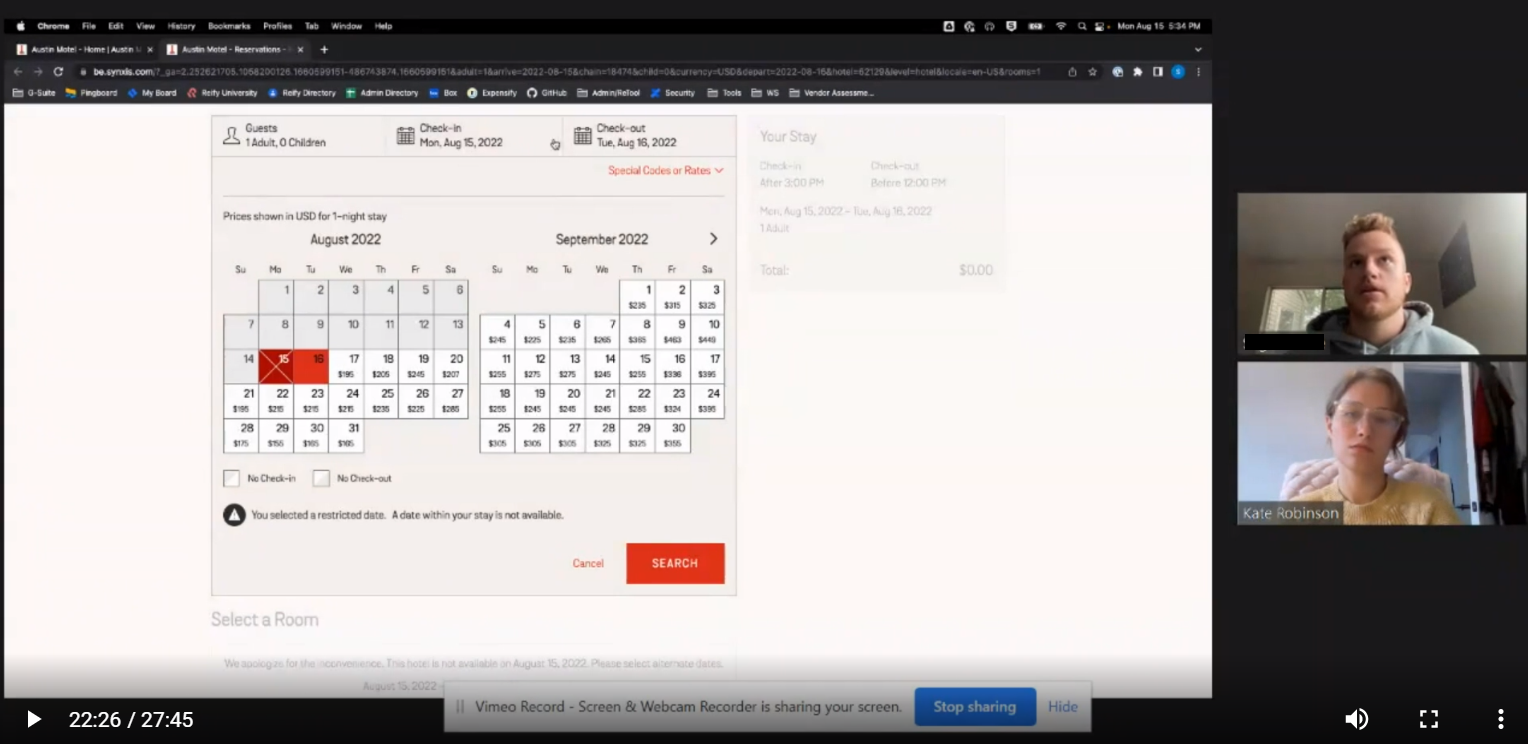 Chrome File Edit View History Bookmarks Profiles Tab Window Help Mon Aug 15 5:34 PM
Austin Motel - Home | Austin × Austin Motel - Reservations - × +
be.synxis.com/?_ga=2.252621705.1058200126.1660599151-486743874.1660599151&adult=1&arrive=2022-08-15&chain=18474&child=0&currency=USD&depart=2022-08-16&hotel=62129&level=hotel&locale=en-US&rooms=1
G-Suite Pingboard My Board Reify University Reify Directory Admin Directory Box Expensify GitHub Admin/ReTool Security Tools WS Vendor Assessme...
Guests
1 Adult, 0 Children
Check-in
Mon, Aug 15, 2022
Check-out
Tue, Aug 16, 2022
Special Codes or Rates
Prices shown in USD for 1-night stay
August 2022
Su Mo Tu We Th Fr Sa
1 2 3 4 5 6
7 8 9 10 11 12 13
14 15 16 17 18 19 20
$195 $205 $245 $207
21 22 23 24 25 26 27
$195 $215 $215 $215 $235 $225 $285
28 29 30 31
$175 $155 $165 $165
September 2022
Su Mo Tu We Th Fr Sa
1 2 3
$235 $315 $325
4 5 6 7 8 9 10
$245 $225 $235 $265 $365 $463 $449
11 12 13 14 15 16 17
$255 $275 $275 $245 $255 $336 $395
18 19 20 21 22 23 24
$255 $245 $245 $245 $285 $324 $395
25 26 27 28 29 30
$305 $305 $305 $325 $325 $355
No Check-in No Check-out
You selected a restricted date. A date within your stay is not available.
Cancel SEARCH
Select a Room
We apologize for the inconvenience. This hotel is not available on August 15, 2022. Please select alternate dates.
August 15, 2022 -
Your Stay
Check-in Check-out
After 3:00 PM Before 12:00 PM
Mon, Aug 15, 2022 - Tue, Aug 16, 2022
1 Adult
Total: $0.00
Kate Robinson
Vimeo Record - Screen & Webcam Recorder is sharing your screen. Stop sharing Hide
22:26 / 27:45